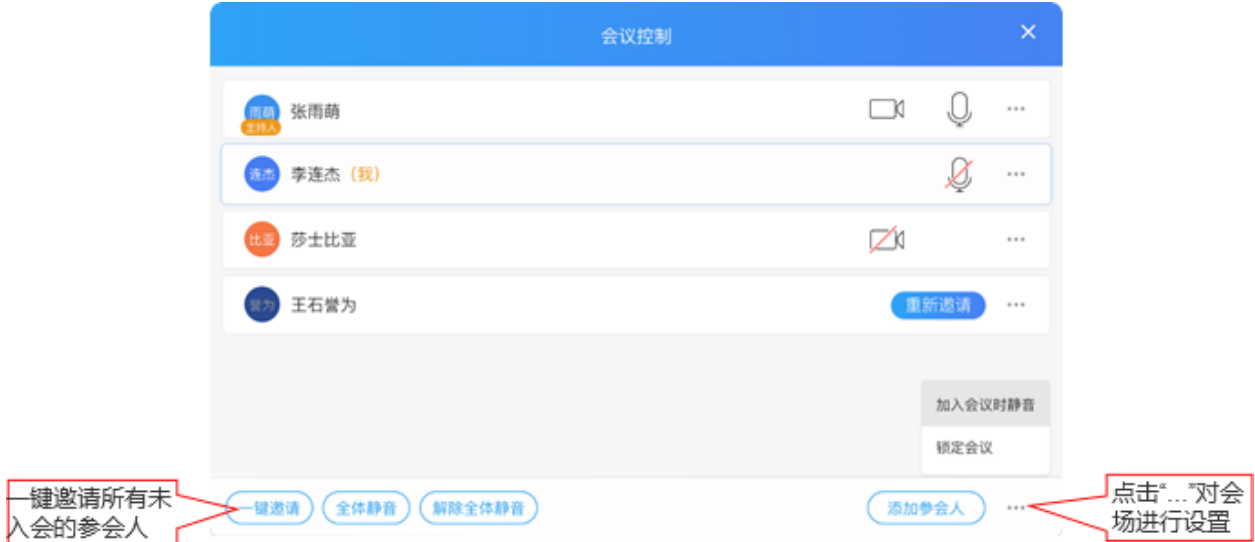 会议控制
雨萌
主持人
张雨萌
连杰
李连杰（我）
比亚
莎士比亚
誉为
王石誉为
重新邀请
加入会议时静音
锁定会议
一键邀请所有未
入会的参会人
一键邀请
全体静音
解除全体静音
添加参会人
点击“...”对会
场进行设置